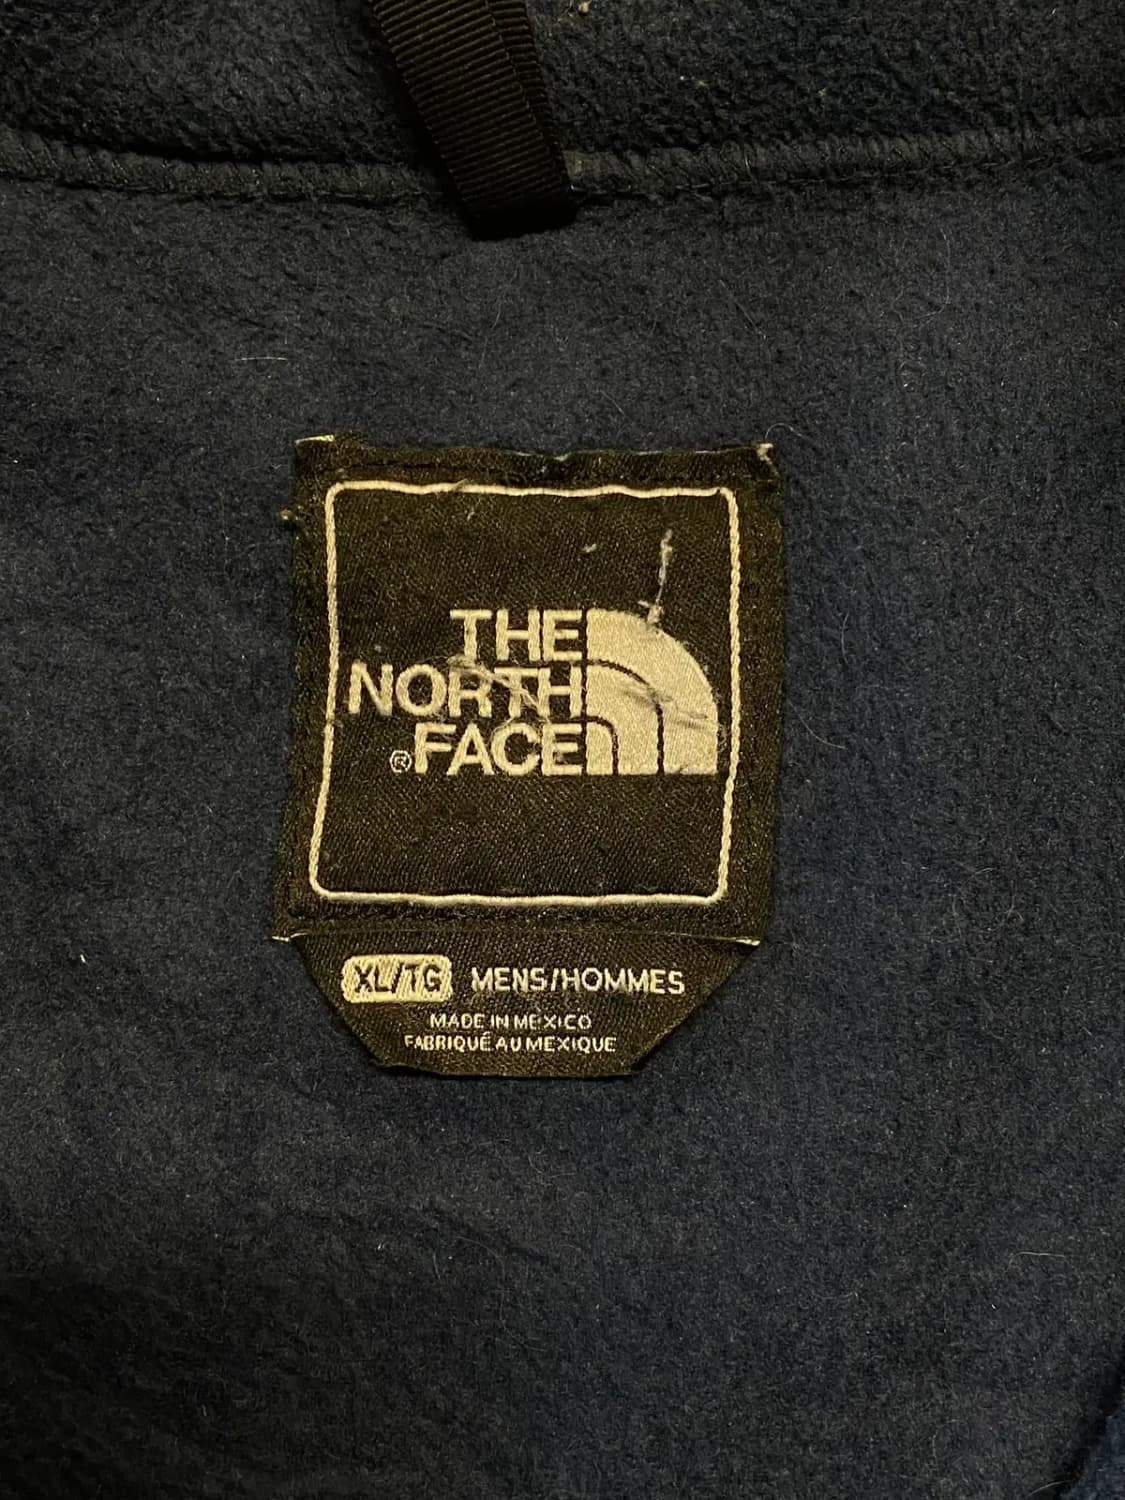 THE
NORTH
®FACE
XL/TG MENS/HOMMES
MADE IN MEXICO
FABRIQUÉ AU MEXIQUE